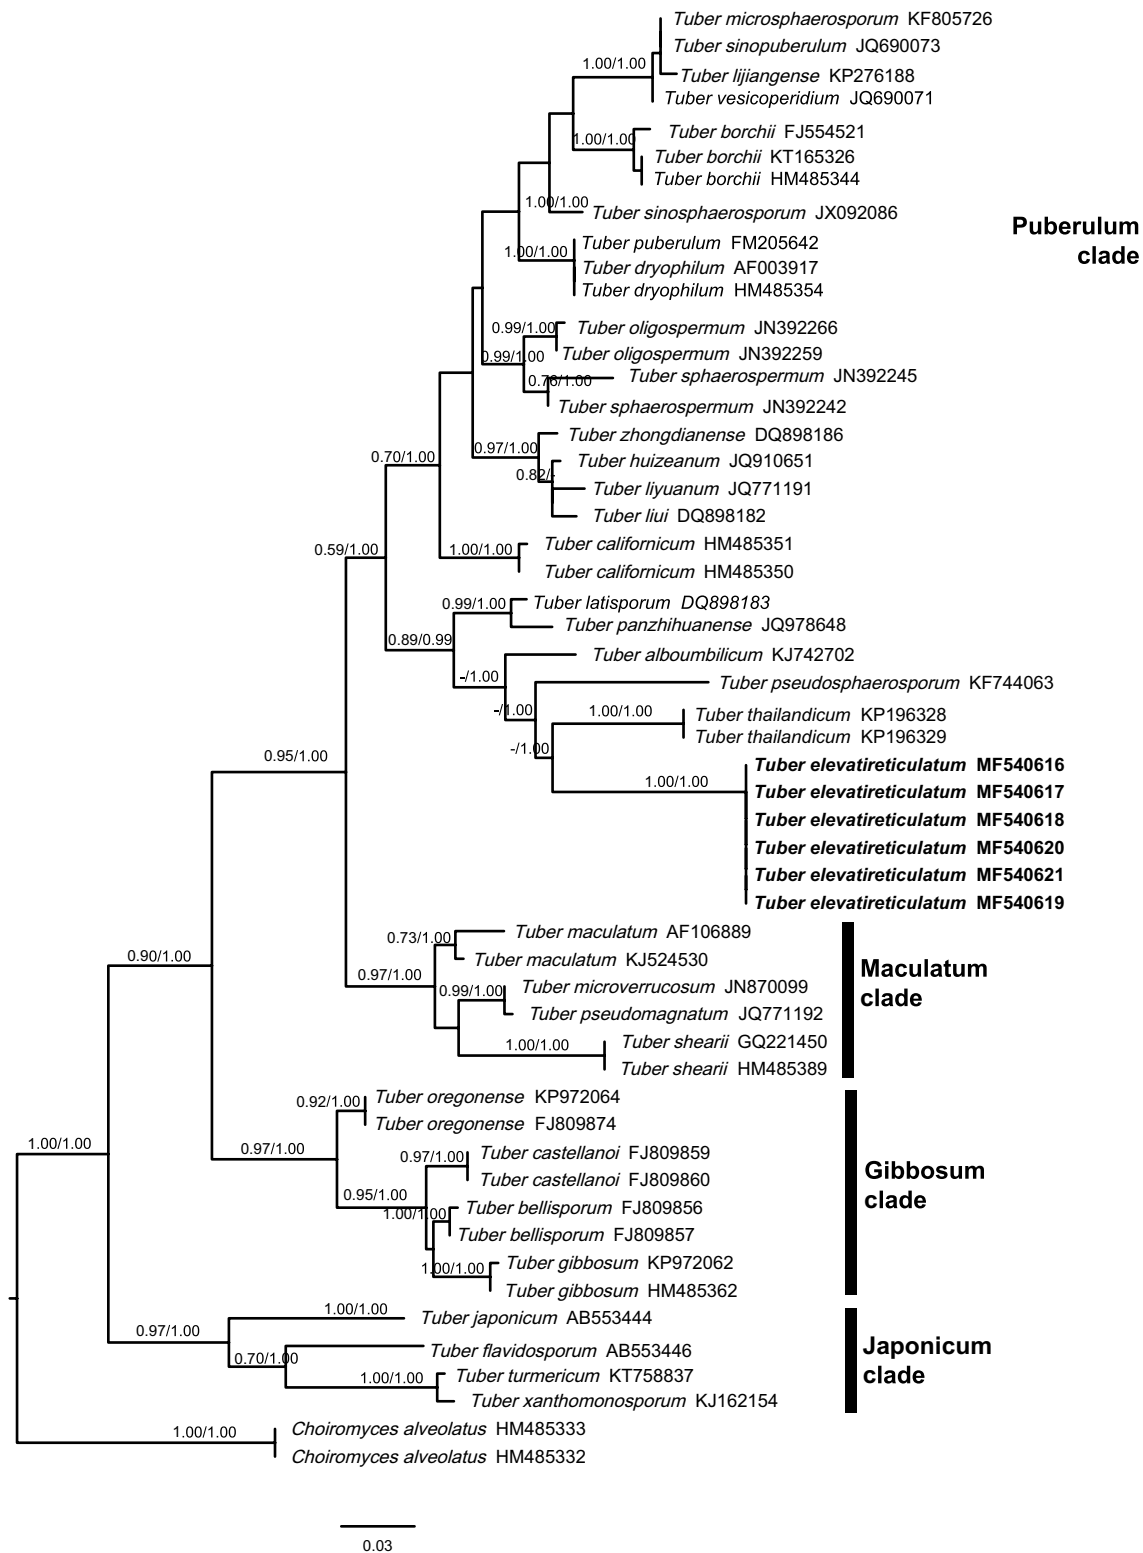 Tuber microsphaerosporum KF805726
Tuber sinopuberulum JQ690073
1.00/1.00
Tuber lijiangense KP276188
Tuber vesicoperidium JQ690071
Tuber borchii FJ554521
1.00/1.00
Tuber borchii KT165326
Tuber borchii HM485344
1.00/1.00
Tuber sinosphaerosporum JX092086
Puberulum
clade
Tuber puberulum FM205642
1.00/1.00
Tuber dryophilum AF003917
Tuber dryophilum HM485354
0.99/1.00
Tuber oligospermum JN392266
Tuber oligospermum JN392259
0.99/1.00
Tuber sphaerospermum JN392245
0.76/1.00
Tuber sphaerospermum JN392242
Tuber zhongdianense DQ898186
0.97/1.00
0.70/1.00
Tuber huizeanum JQ910651
0.82/-
Tuber liyuanum JQ771191
Tuber liui DQ898182
Tuber californicum HM485351
0.59/1.00
1.00/1.00
Tuber californicum HM485350
0.99/1.00
Tuber latisporum DQ898183
Tuber panzhihuanense JQ978648
0.89/0.99
Tuber alboumbilicum KJ742702
-/1.00
Tuber pseudosphaerosporum KF744063
-/1.00
1.00/1.00
Tuber thailandicum KP196328
Tuber thailandicum KP196329
-/1.00
0.95/1.00
Tuber elevatireticulatum MF540616
1.00/1.00
Tuber elevatireticulatum MF540617
Tuber elevatireticulatum MF540618
Tuber elevatireticulatum MF540620
Tuber elevatireticulatum MF540621
Tuber elevatireticulatum MF540619
Tuber maculatum AF106889
0.73/1.00
0.90/1.00
Tuber maculatum KJ524530
Maculatum
clade
0.97/1.00
0.99/1.00
Tuber microverrucosum JN870099
Tuber pseudomagnatum JQ771192
Tuber shearii GQ221450
1.00/1.00
Tuber shearii HM485389
0.92/1.00
Tuber oregonense KP972064
Tuber oregonense FJ809874
1.00/1.00
0.97/1.00
0.97/1.00
Tuber castellanoi FJ809859
Gibbosum
clade
Tuber castellanoi FJ809860
0.95/1.00
1.00/1.00
Tuber bellisporum FJ809856
Tuber bellisporum FJ809857
1.00/1.00
Tuber gibbosum KP972062
Tuber gibbosum HM485362
1.00/1.00
Tuber japonicum AB553444
0.97/1.00
Tuber flavidosporum AB553446
0.70/1.00
Japonicum
clade
1.00/1.00
Tuber turmericum KT758837
Tuber xanthomonosporum KJ162154
1.00/1.00
Choiromyces alveolatus HM485333
Choiromyces alveolatus HM485332
0.03